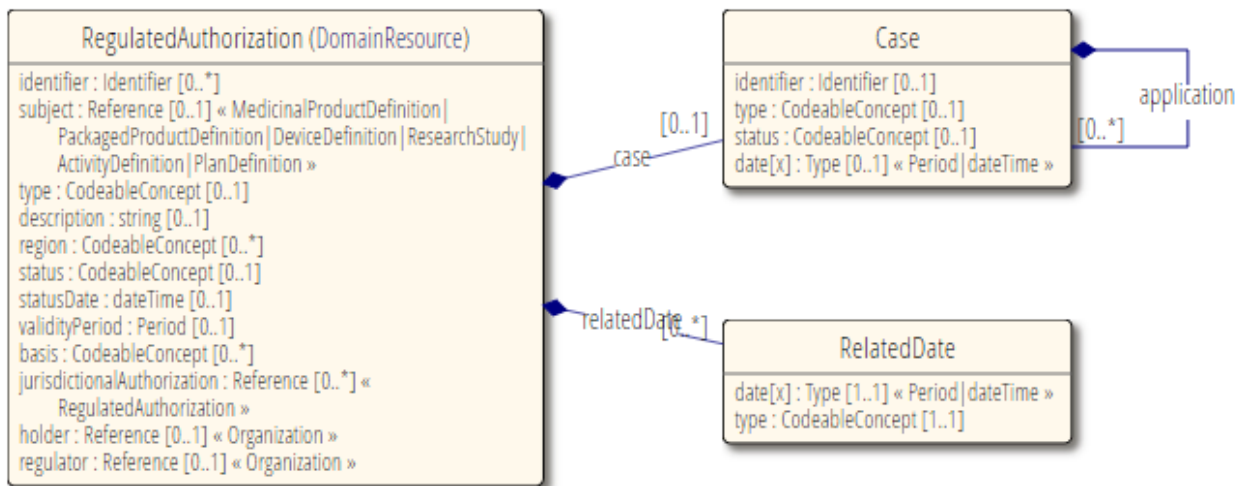 RegulatedAuthorization (DomainResource)
identifier : Identifier [0..*]
subject : Reference [0..1] « MedicinalProductDefinition|
PackagedProductDefinition|DeviceDefinition|ResearchStudy|
ActivityDefinition|PlanDefinition »
type : CodeableConcept [0..1]
description : string [0..1]
region : CodeableConcept [0..*]
status : CodeableConcept [0..1]
statusDate : dateTime [0..1]
validityPeriod : Period [0..1]
basis : CodeableConcept [0..*]
jurisdictionalAuthorization : Reference [0..*] «
RegulatedAuthorization »
holder : Reference [0..1] « Organization »
regulator : Reference [0..1] « Organization »
[0..1]
case
Case
identifier : Identifier [0..1]
type : CodeableConcept [0..1]
status : CodeableConcept [0..1]
date[x] : Type [0..1] « Period|dateTime »
application
[0..*]
relatedDate
[0..*]
RelatedDate
date[x] : Type [1..1] « Period|dateTime »
type : CodeableConcept [1..1]